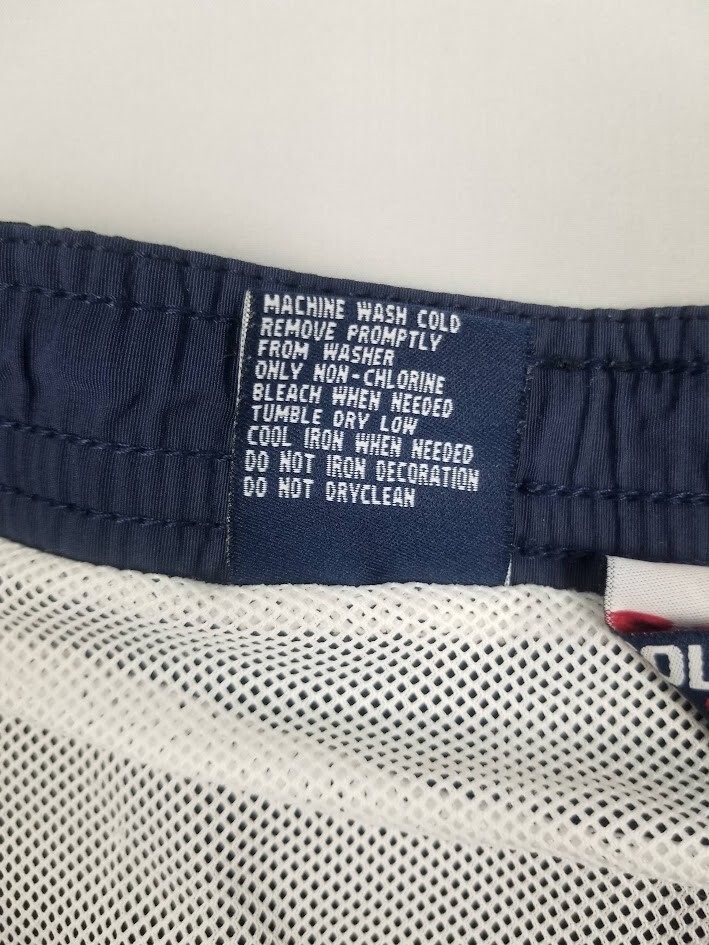 MACHINE WASH COLD
REMOVE PROMPTLY
FROM WASHER
ONLY NON-CHLORINE
BLEACH WHEN NEEDED
TUMBLE DRY LOW
COOL IRON WHEN NEEDED
DO NOT IRON DECORATION
DO NOT DRYCLEAN